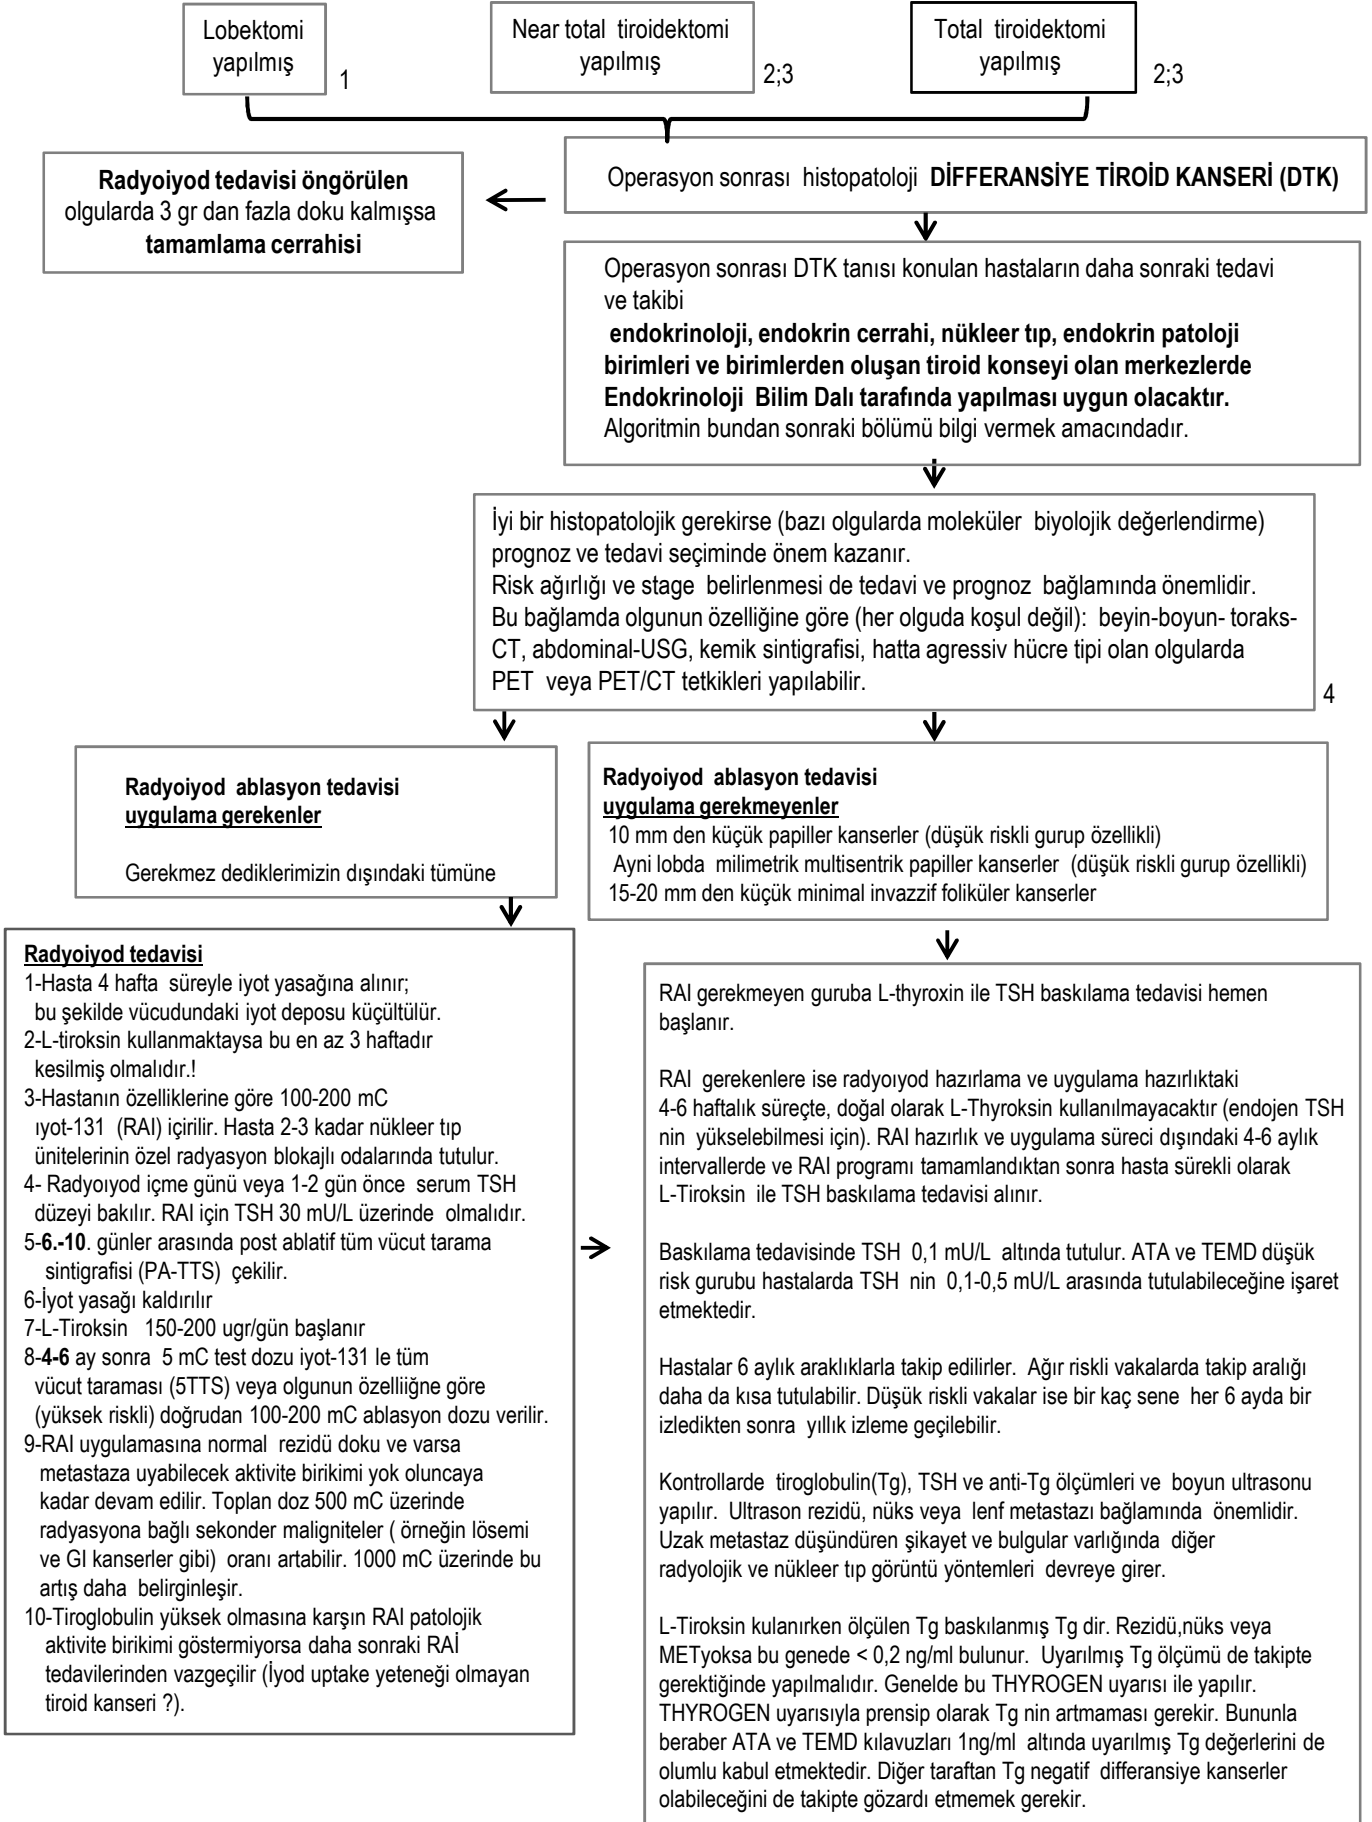 Lobektomi
yapılmış
1
Near total tiroidektomi
yapılmış
2;3
Total tiroidektomi
yapılmış
2;3
Radyoiyod tedavisi öngörülen
olgularda 3 gr dan fazla doku kalmışsa
tamamlama cerrahisi
Operasyon sonrası histopatoloji DİFFERANSİYE TİROİD KANSERİ (DTK)
Operasyon sonrası DTK tanısı konulan hastaların daha sonraki tedavi
ve takibi
endokrinoloji, endokrin cerrahi, nükleer tıp, endokrin patoloji
birimleri ve birimlerden oluşan tiroid konseyi olan merkezlerde
Endokrinoloji Bilim Dalı tarafında yapılması uygun olacaktır.
Algoritmin bundan sonraki bölümü bilgi vermek amacındadır.
İyi bir histopatolojik gerekirse (bazı olgularda moleküler biyolojik değerlendirme)
prognoz ve tedavi seçiminde önem kazanır.
Risk ağırlığı ve stage belirlenmesi de tedavi ve prognoz bağlamında önemlidir.
Bu bağlamda olgunun özelliğine göre (her olguda koşul değil): beyin-boyun- toraks-
CT, abdominal-USG, kemik sintigrafisi, hatta agressiv hücre tipi olan olgularda
PET veya PET/CT tetkikleri yapılabilir.
4
Radyoiyod ablasyon tedavisi
uygulama gerekenler
Gerekmez dediklerimizin dışındaki tümüne
Radyoiyod ablasyon tedavisi
uygulama gerekmeyenler
10 mm den küçük papiller kanserler (düşük riskli gurup özellikli)
Ayni lobda milimetrik multisentrik papiller kanserler (düşük riskli gurup özellikli)
15-20 mm den küçük minimal invazzif foliküler kanserler
Radyoiyod tedavisi
1-Hasta 4 hafta süreyle iyot yasağına alınır;
bu şekilde vücudundaki iyot deposu küçültülür.
2-L-tiroksin kullanmaktaysa bu en az 3 haftadır
kesilmiş olmalıdır.!
3-Hastanın özelliklerine göre 100-200 mC
ıyot-131 (RAI) içirilir. Hasta 2-3 kadar nükleer tıp
ünitelerinin özel radyasyon blokajlı odalarında tutulur.
4- Radyoıyod içme günü veya 1-2 gün önce serum TSH
düzeyi bakılır. RAI için TSH 30 mU/L üzerinde olmalıdır.
5-6.-10. günler arasında post ablatif tüm vücut tarama
sintigrafisi (PA-TTS) çekilir.
6-İyot yasağı kaldırılır
7-L-Tiroksin 150-200 ugr/gün başlanır
8-4-6 ay sonra 5 mC test dozu iyot-131 le tüm
vücut taraması (5TTS) veya olgunun özelliiğne göre
(yüksek riskli) doğrudan 100-200 mC ablasyon dozu verilir.
9-RAI uygulamasına normal rezidü doku ve varsa
metastaza uyabilecek aktivite birikimi yok oluncaya
kadar devam edilir. Toplan doz 500 mC üzerinde
radyasyona bağlı sekonder maligniteler ( örneğin lösemi
ve GI kanserler gibi) oranı artabilir. 1000 mC üzerinde bu
artış daha belirginleşir.
10-Tiroglobulin yüksek olmasına karşın RAI patolojik
aktivite birikimi göstermiyorsa daha sonraki RAİ
tedavilerinden vazgeçilir (İyod uptake yeteneği olmayan
tiroid kanseri ?).
RAI gerekmeyen guruba L-thyroxin ile TSH baskılama tedavisi hemen
başlanır.
RAI gerekenlere ise radyoıyod hazırlama ve uygulama hazırlıktaki
4-6 haftalık süreçte, doğal olarak L-Thyroksin kullanılmayacaktır (endojen TSH
nin yükselebilmesi için). RAI hazırlık ve uygulama süreci dışındaki 4-6 aylık
intervallerde ve RAI programı tamamlandıktan sonra hasta sürekli olarak
L-Tiroksin ile TSH baskılama tedavisi alınır.
Baskılama tedavisinde TSH 0,1 mU/L altında tutulur. ATA ve TEMD düşük
risk gurubu hastalarda TSH nin 0,1-0,5 mU/L arasında tutulabileceğine işaret
etmektedir.
Hastalar 6 aylık araklıklarla takip edilirler. Ağır riskli vakalarda takip aralığı
daha da kısa tutulabilir. Düşük riskli vakalar ise bir kaç sene her 6 ayda bir
izledikten sonra yıllık izleme geçilebilir.
Kontrollarde tiroglobulin(Tg), TSH ve anti-Tg ölçümleri ve boyun ultrasonu
yapılır. Ultrason rezidü, nüks veya lenf metastazı bağlamında önemlidir.
Uzak metastaz düşündüren şikayet ve bulgular varlığında diğer
radyolojik ve nükleer tıp görüntü yöntemleri devreye girer.
L-Tiroksin kulanırken ölçülen Tg baskılanmış Tg dir. Rezidü,nüks veya
METyoksa bu genede < 0,2 ng/ml bulunur. Uyarılmış Tg ölçümü de takipte
gerektiğinde yapılmalıdır. Genelde bu THYROGEN uyarısı ile yapılır.
THYROGEN uyarısıyla prensip olarak Tg nin artmaması gerekir. Bununla
beraber ATA ve TEMD kılavuzları 1ng/ml altında uyarılmış Tg değerlerini de
olumlu kabul etmektedir. Diğer taraftan Tg negatif differansiye kanserler
olabileceğini de takipte gözardı etmemek gerekir.